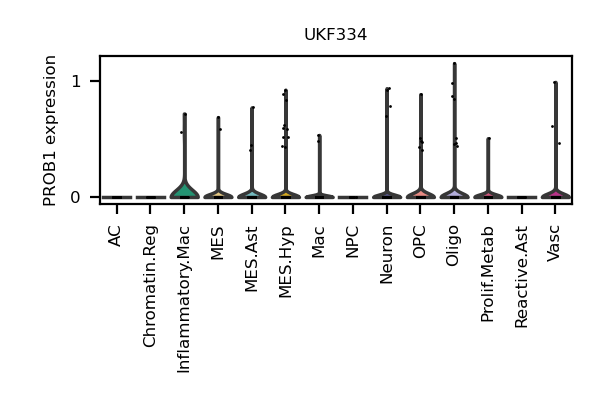 UKF334
PROB1 expression
1
0
AC
Chromatin.Reg
Inflammatory.Mac
MES
MES.Ast
MES.Hyp
Mac
NPC
Neuron
OPC
Oligo
Prolif.Metab
Reactive.Ast
Vasc